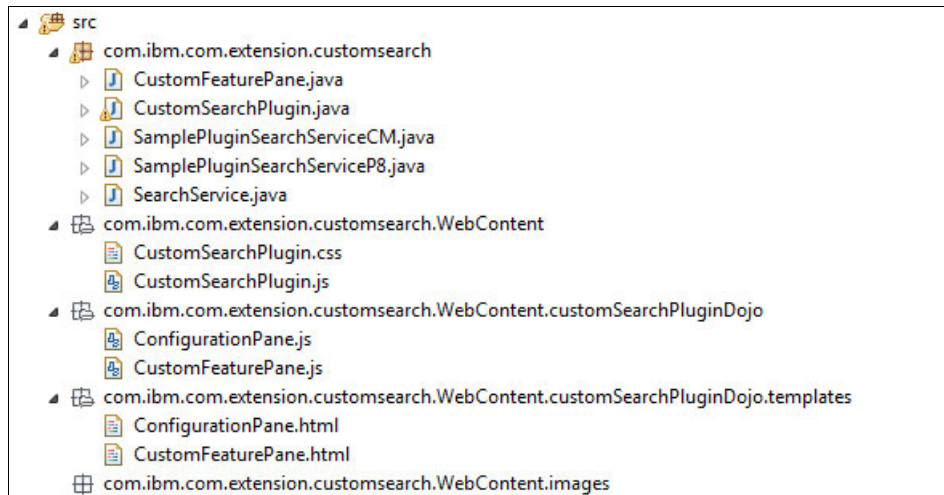 src
com.ibm.com.extension.customsearch
CustomFeaturePane.java
CustomSearchPlugin.java
SamplePluginSearchServiceCM.java
SamplePluginSearchServiceP8.java
SearchService.java
com.ibm.com.extension.customsearch.WebContent
CustomSearchPlugin.css
CustomSearchPlugin.js
com.ibm.com.extension.customsearch.WebContent.customSearchPluginDojo
ConfigurationPane.js
CustomFeaturePane.js
com.ibm.com.extension.customsearch.WebContent.customSearchPluginDojo.templates
ConfigurationPane.html
CustomFeaturePane.html
com.ibm.com.extension.customsearch.WebContent.images